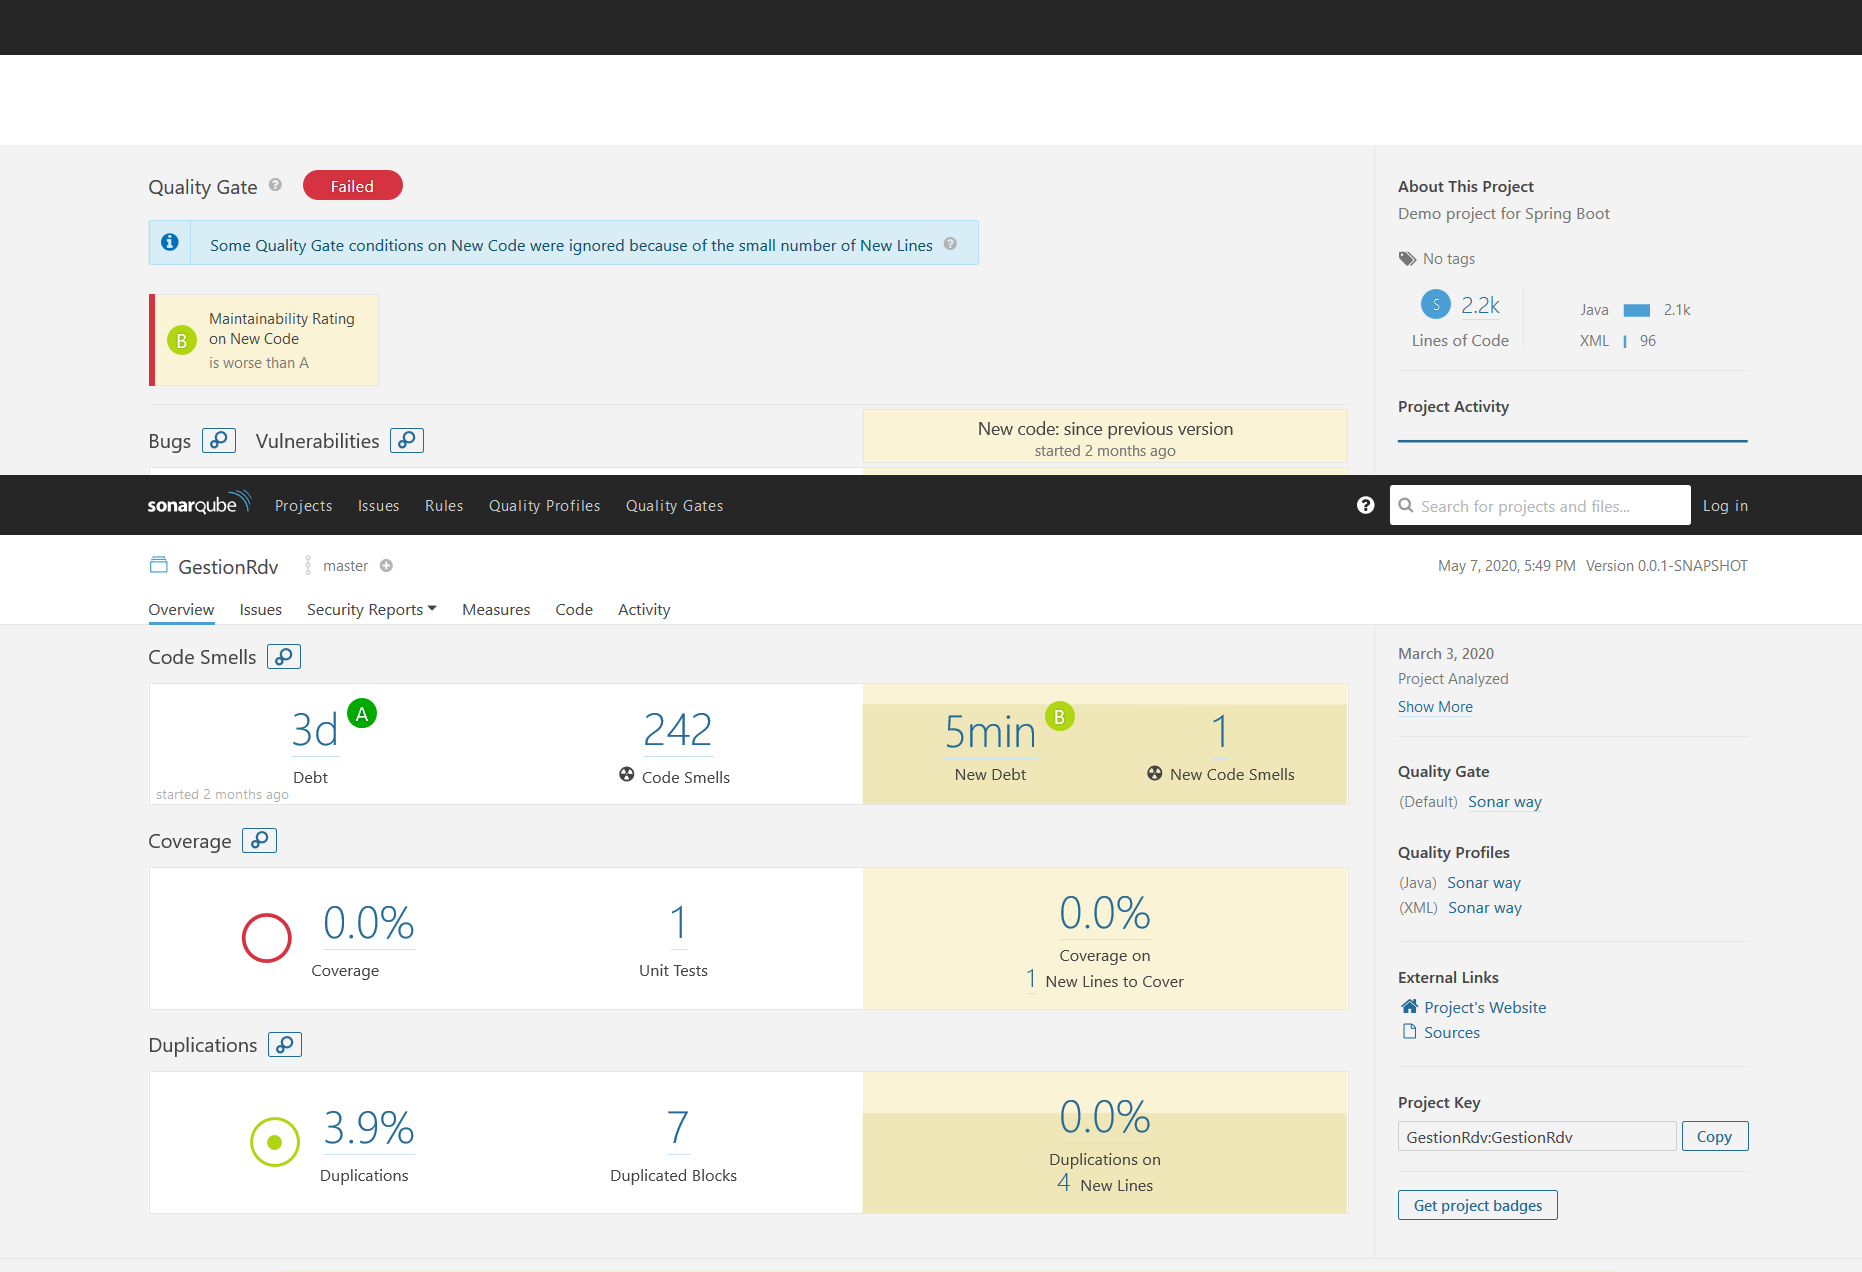 Quality Gate ? Failed
Some Quality Gate conditions on New Code were ignored because of the small number of New Lines ?
B
Maintainability Rating
on New Code
is worse than A
Bugs Vulnerabilities
New code: since previous version
started 2 months ago
About This Project
Demo project for Spring Boot
No tags
S 2.2k
Lines of Code
Java 2.1k
XML 96
Project Activity
sonarqube Projects Issues Rules Quality Profiles Quality Gates ? Search for projects and files... Log in
GestionRdv master May 7, 2020, 5:49 PM Version 0.0.1-SNAPSHOT
Overview Issues Security Reports Measures Code Activity
Code Smells
3d A
Debt
started 2 months ago
242
Code Smells
5min B
New Debt
1
New Code Smells
Coverage
0.0%
Coverage
1
Unit Tests
0.0%
Coverage on
1 New Lines to Cover
Duplications
3.9%
Duplications
7
Duplicated Blocks
0.0%
Duplications on
4 New Lines
March 3, 2020
Project Analyzed
Show More
Quality Gate
(Default) Sonar way
Quality Profiles
(Java) Sonar way
(XML) Sonar way
External Links
Project's Website
Sources
Project Key
GestionRdv:GestionRdv Copy
Get project badges